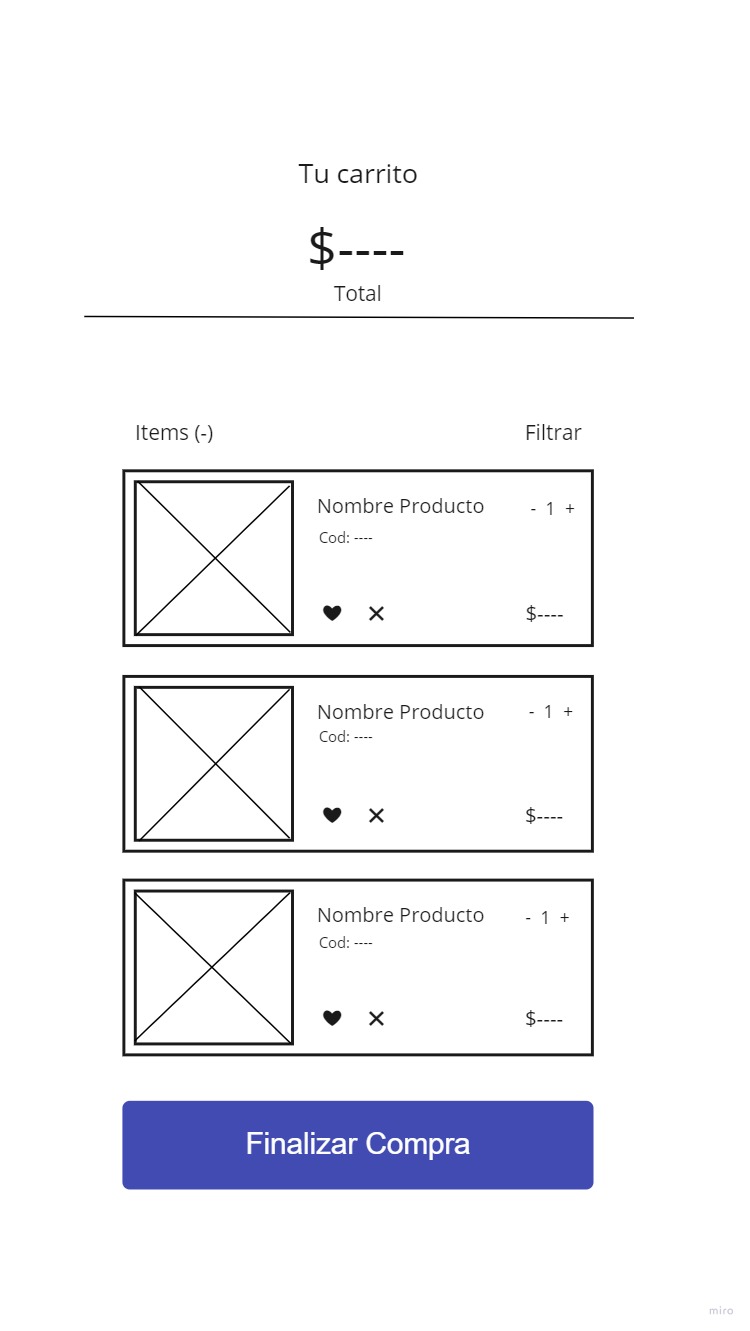 Tu carrito
$----
Total
Items (-) Filtrar
Nombre Producto - 1 +
Cod: ----
$----
Nombre Producto - 1 +
Cod: ----
$----
Nombre Producto - 1 +
Cod: ----
$----
Finalizar Compra
miro